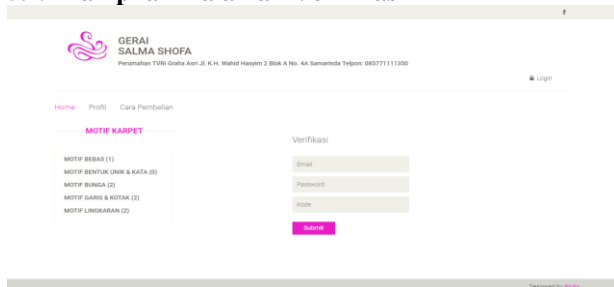 f
GERAI
SALMA SHOFA
Perumahan TVRI Graha Asri Jl. K.H. Wahid Hasyim 2 Blok A No. 4A Samarinda Telpon: 085771111350
Login
Home Profil Cara Pembelian
MOTIF KARPET
Verifikasi
MOTIF BEBAS (1)
MOTIF BENTUK UNIK & KATA (0)
MOTIF BUNGA (2)
MOTIF GARIS & KOTAK (2)
MOTIF LINGKARAN (2)
Email
Password
Kode
Submit
Designed by